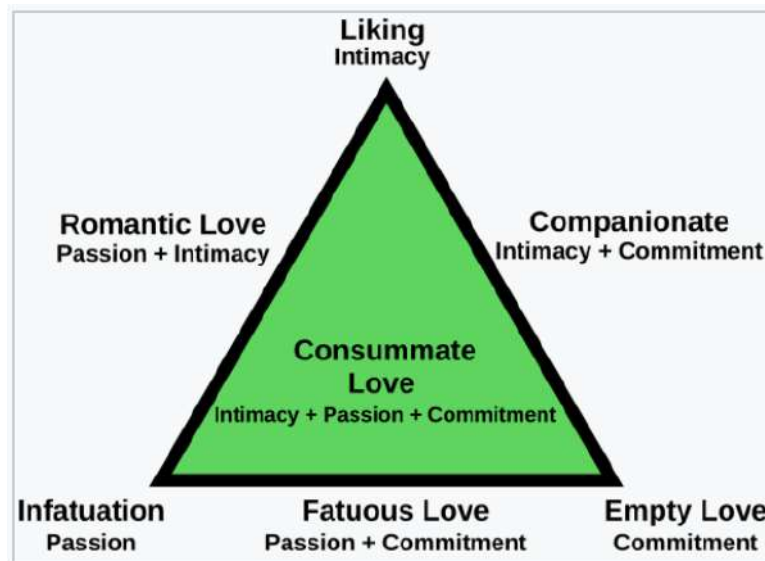 Liking
Intimacy
Romantic Love
Passion + Intimacy
Companionate
Intimacy + Commitment
Consummate
Love
Intimacy + Passion + Commitment
Infatuation
Passion
Fatuous Love
Passion + Commitment
Empty Love
Commitment